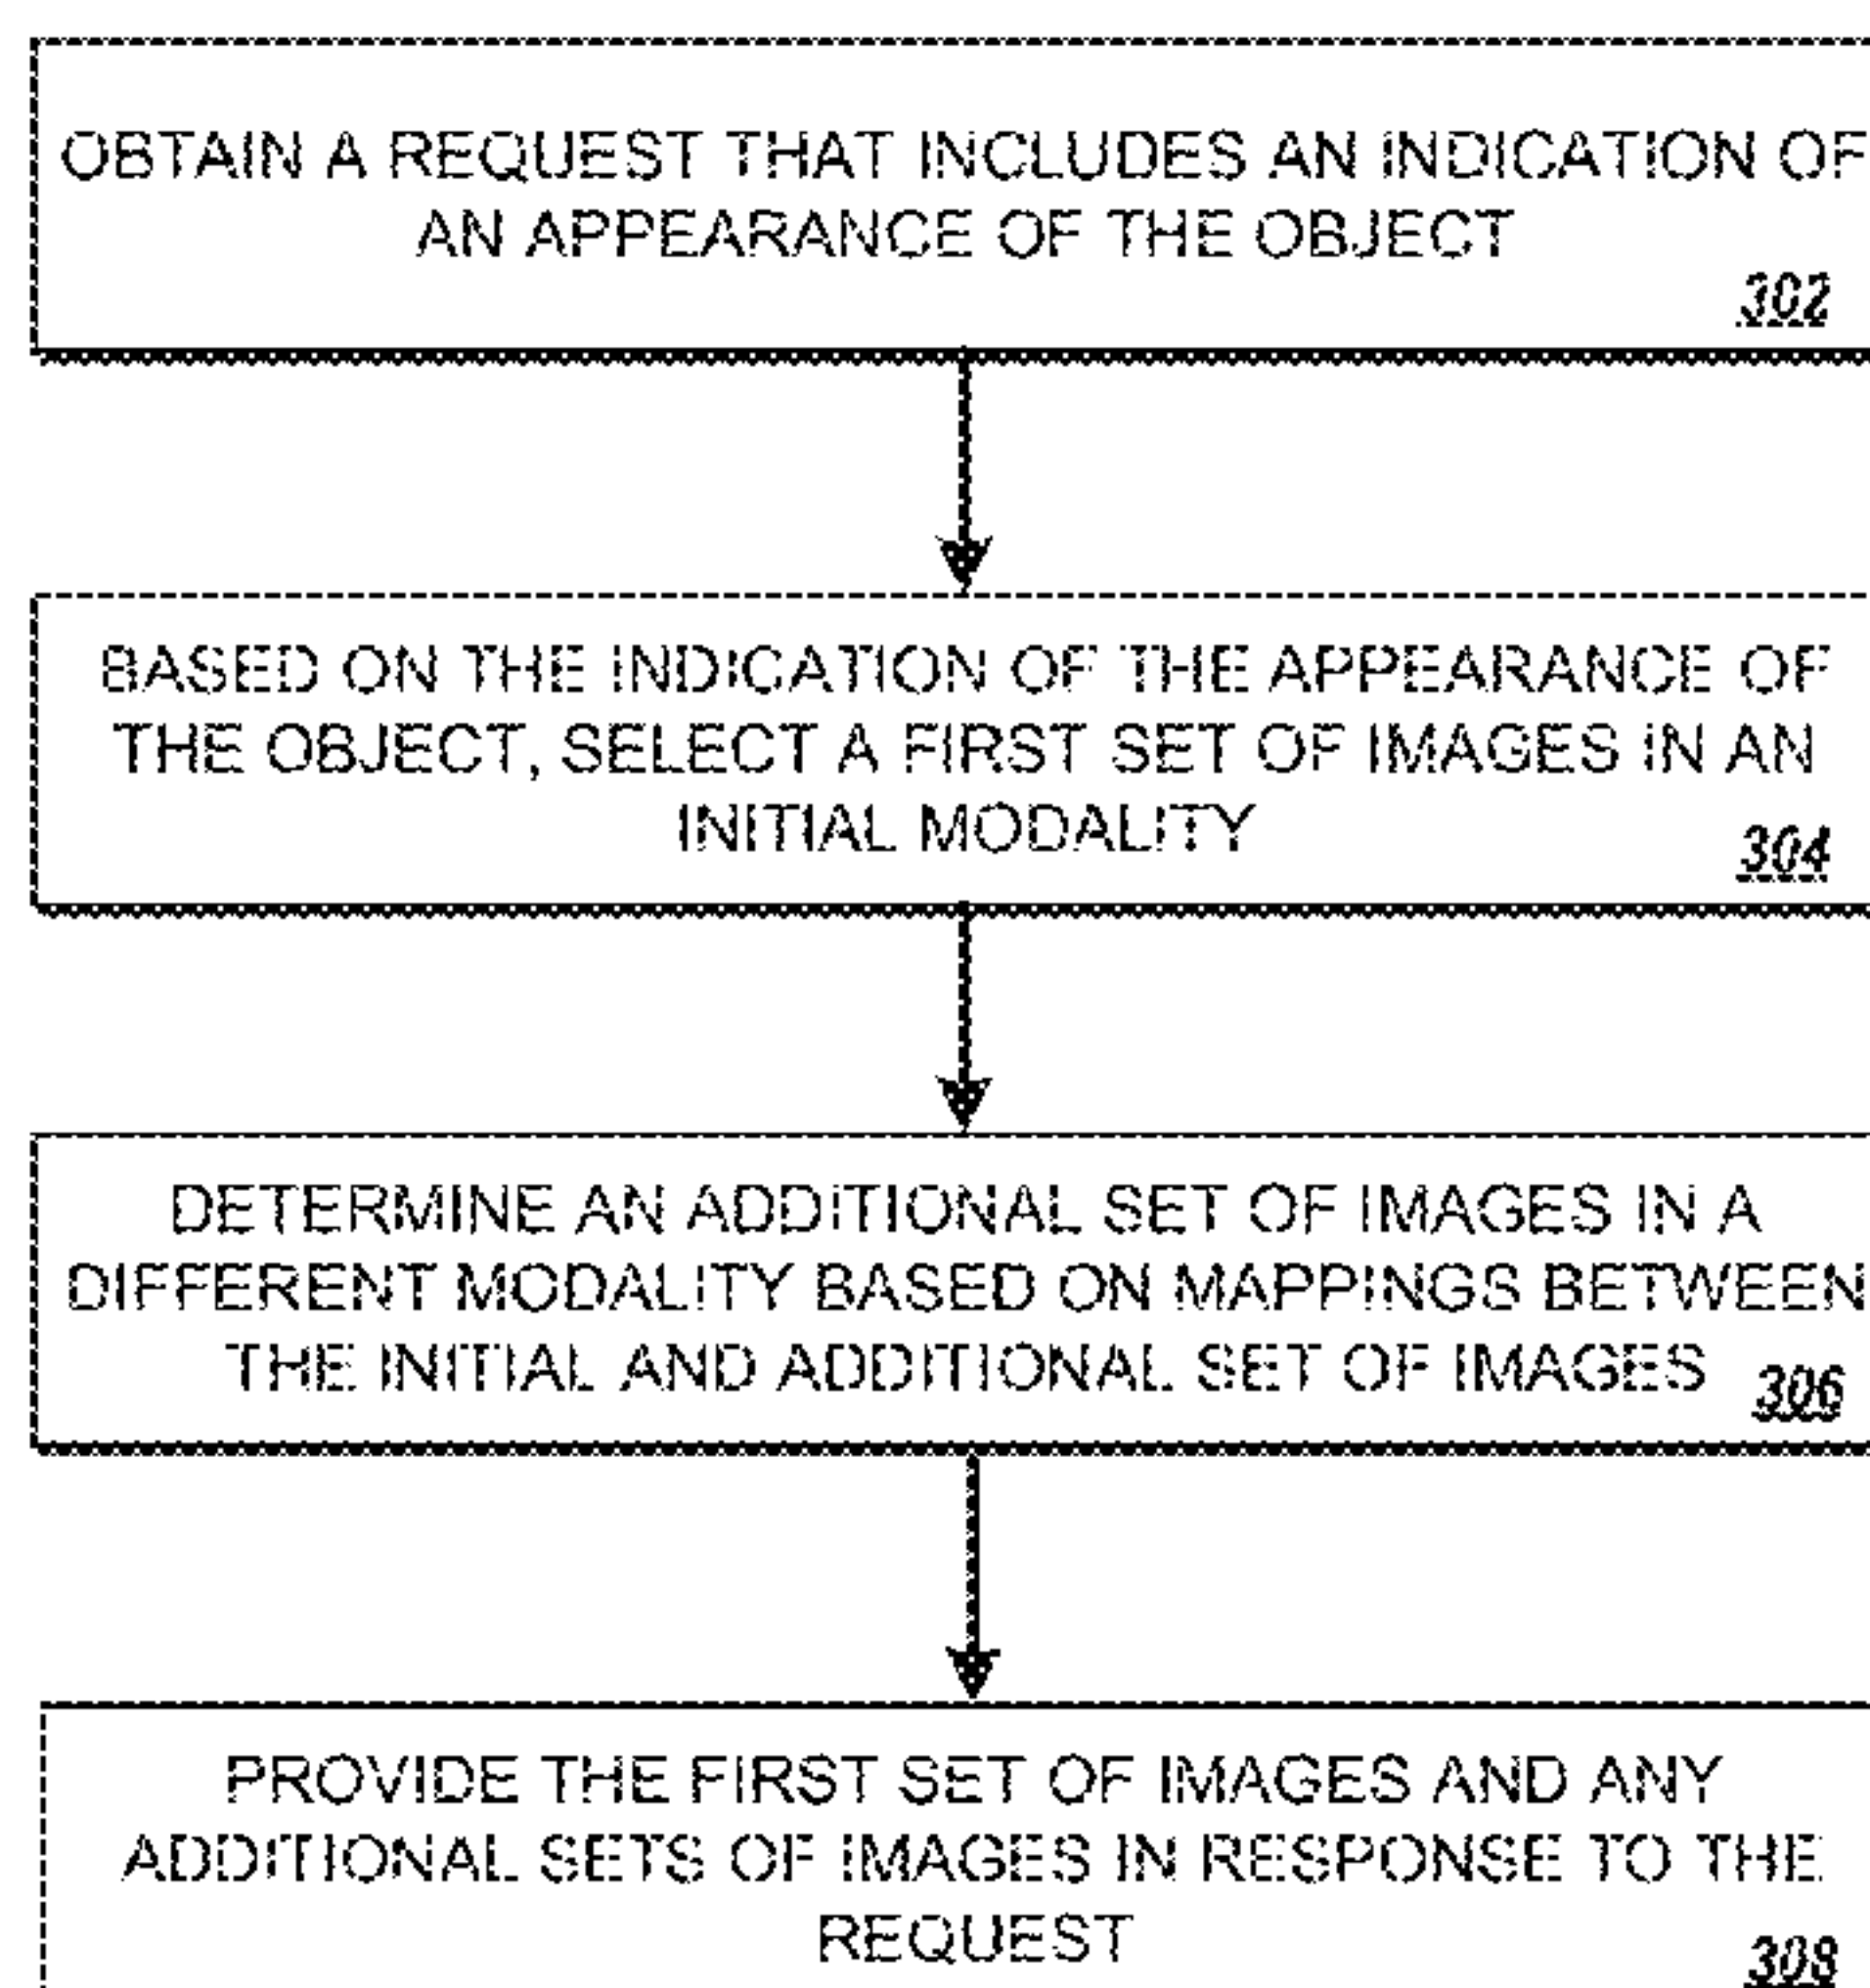 OBTAIN A REQUEST THAT INCLUDES AN INDICATION OF
AN APPEARANCE OF THE OBJECT
302
BASED ON THE INDICATION OF THE APPEARANCE OF
THE OBJECT, SELECT A FIRST SET OF IMAGES IN AN
INITIAL MODALITY
304
DETERMINE AN ADDITIONAL SET OF IMAGES IN A
DIFFERENT MODALITY BASED ON MAPPINGS BETWEEN
THE INITIAL AND ADDITIONAL SET OF IMAGES
306
PROVIDE THE FIRST SET OF IMAGES AND ANY
ADDITIONAL SETS OF IMAGES IN RESPONSE TO THE
REQUEST
308